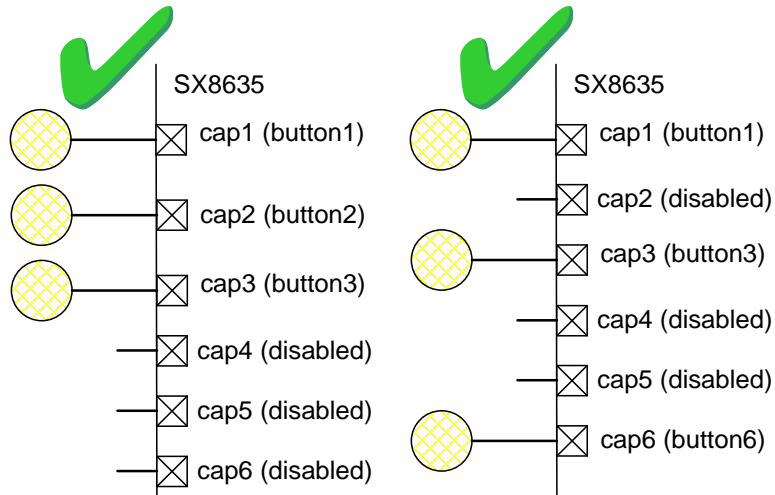 SX8635
cap1 (button1)
cap2 (button2)
cap3 (button3)
cap4 (disabled)
cap5 (disabled)
cap6 (disabled)
SX8635
cap1 (button1)
cap2 (disabled)
cap3 (button3)
cap4 (disabled)
cap5 (disabled)
cap6 (button6)